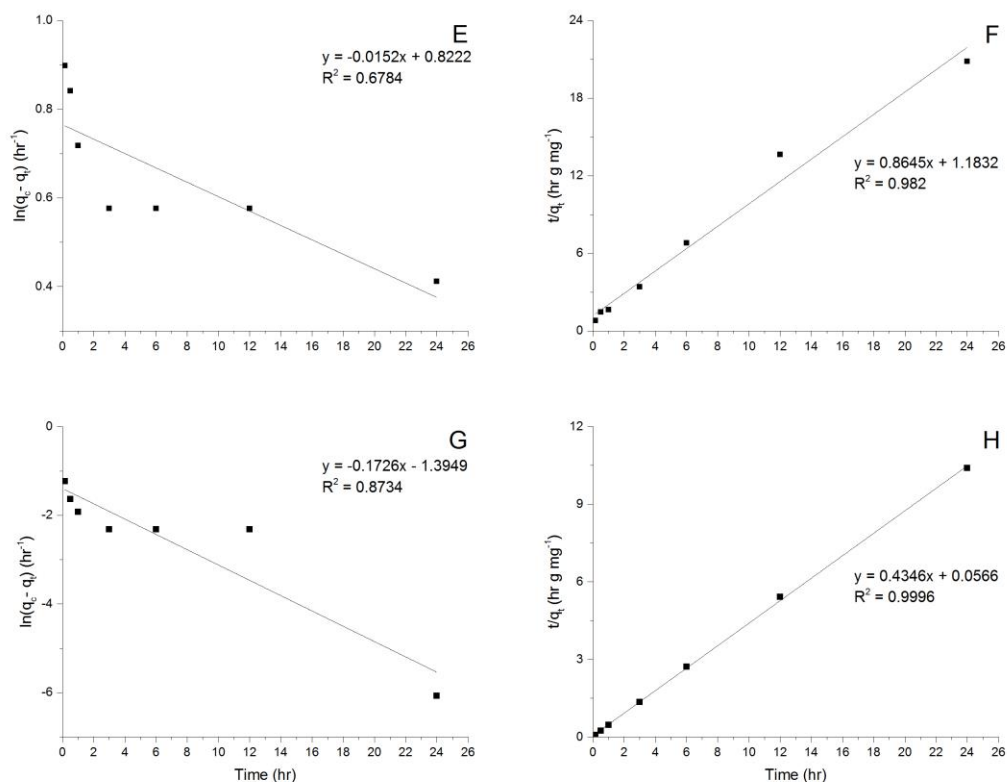 E
y = -0.0152x + 0.8222
R² = 0.6784
1.0
0.8
0.6
0.4
ln(q_c - q_t) (hr⁻¹)
0 2 4 6 8 10 12 14 16 18 20 22 24 26
F
24
18
12
6
0
t/q_t (hr g mg⁻¹)
y = 0.8645x + 1.1832
R² = 0.982
0 2 4 6 8 10 12 14 16 18 20 22 24 26
G
y = -0.1726x - 1.3949
R² = 0.8734
0
-2
-4
-6
ln(q_c - q_t) (hr⁻¹)
0 2 4 6 8 10 12 14 16 18 20 22 24 26
Time (hr)
H
12
9
6
3
0
t/q_t (hr g mg⁻¹)
y = 0.4346x + 0.0566
R² = 0.9996
0 2 4 6 8 10 12 14 16 18 20 22 24 26
Time (hr)